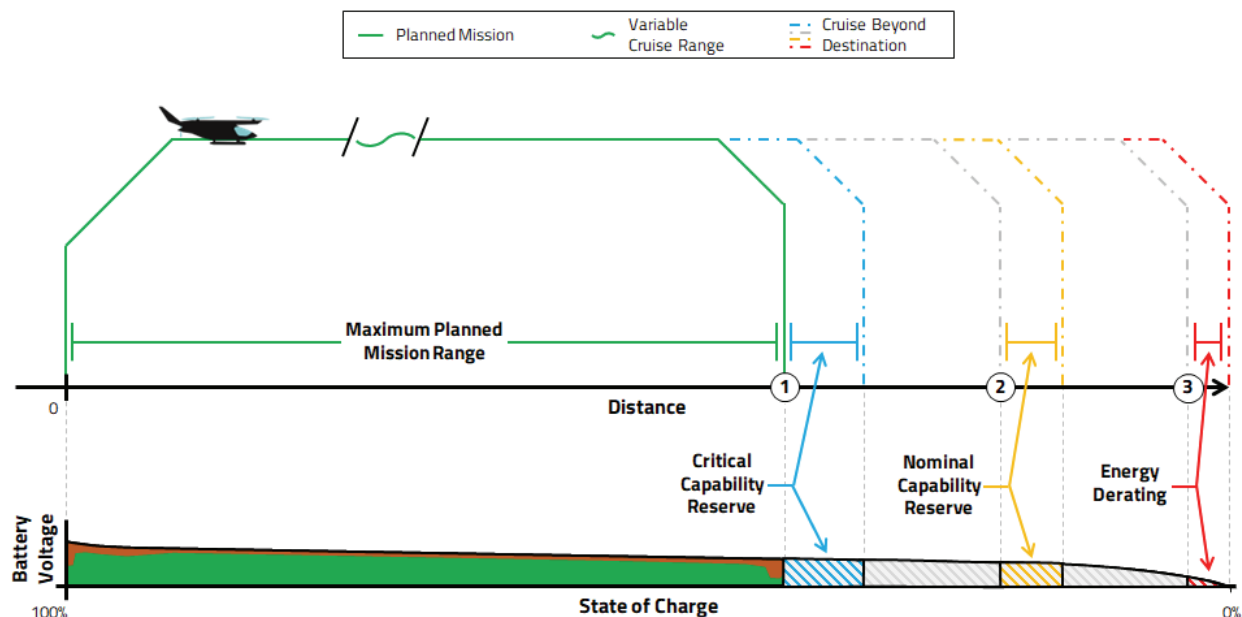 Planned Mission
Variable
Cruise Range
Cruise Beyond
Destination
Maximum Planned
Mission Range
0
1
2
3
Distance
Critical
Capability
Reserve
Nominal
Capability
Reserve
Energy
Derating
Battery
Voltage
100%
State of Charge
0%